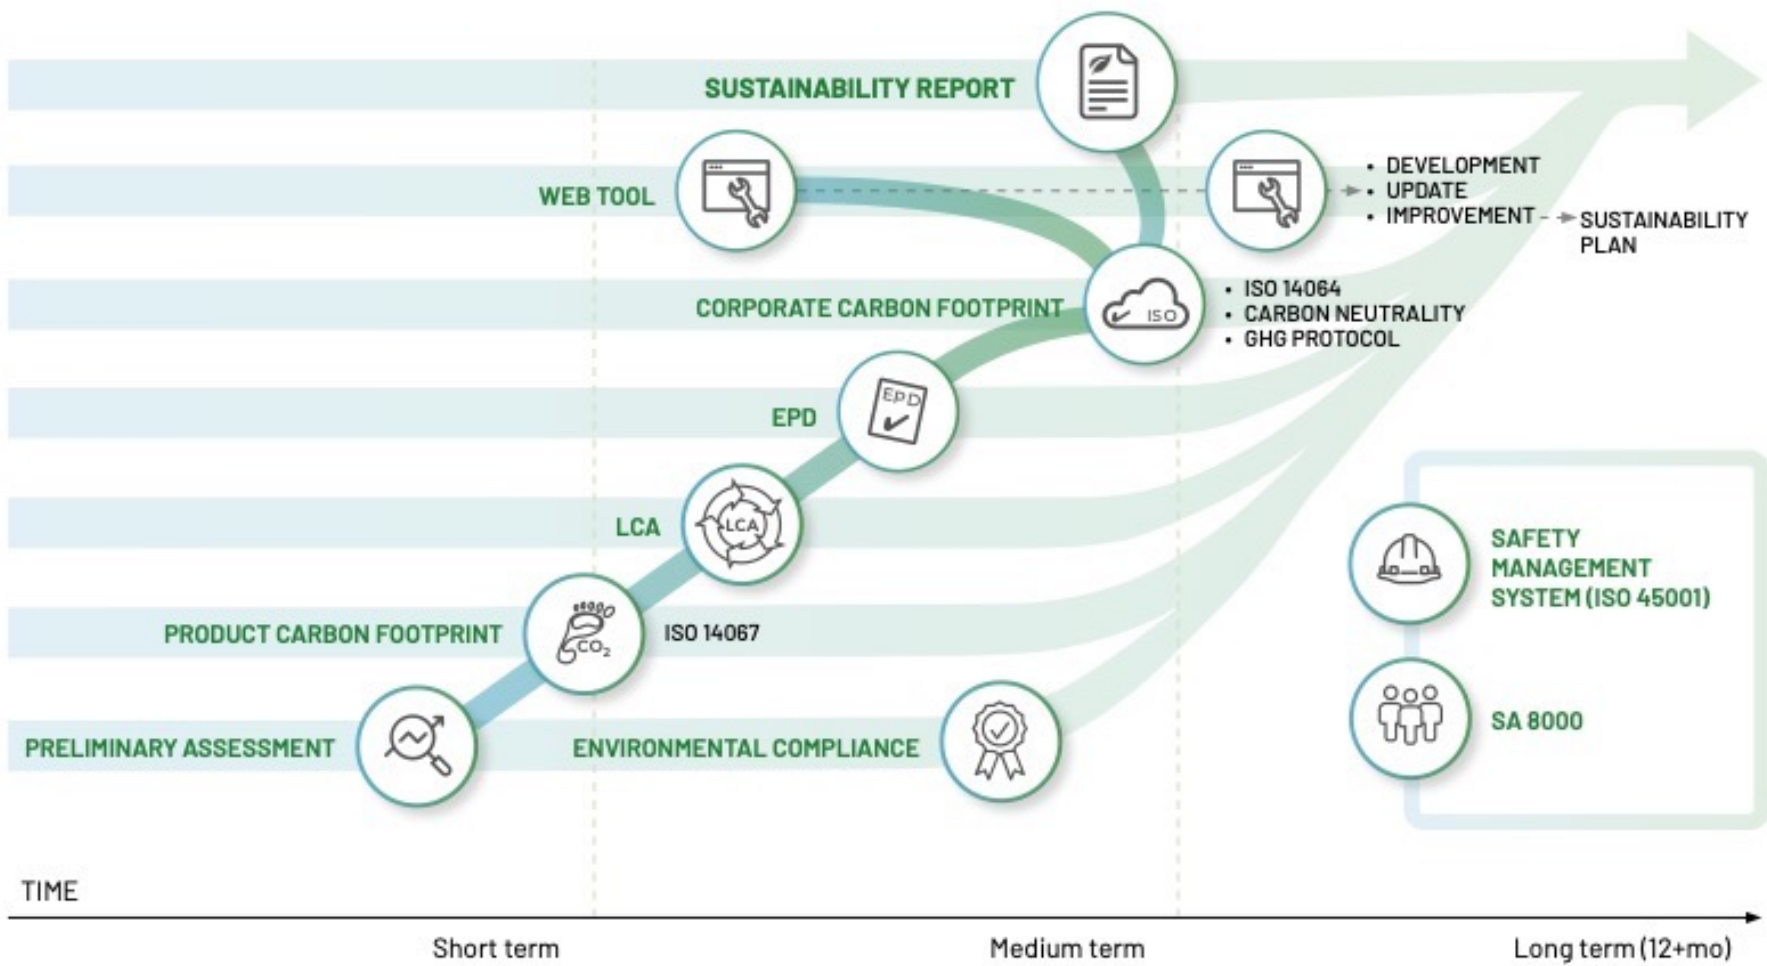 SUSTAINABILITY REPORT
WEB TOOL
• DEVELOPMENT
• UPDATE
• IMPROVEMENT
SUSTAINABILITY
PLAN
CORPORATE CARBON FOOTPRINT
ISO
• ISO 14064
• CARBON NEUTRALITY
• GHG PROTOCOL
EPD
EPD
LCA
LCA
PRODUCT CARBON FOOTPRINT
CO₂
ISO 14067
PRELIMINARY ASSESSMENT
ENVIRONMENTAL COMPLIANCE
SAFETY
MANAGEMENT
SYSTEM (ISO 45001)
SA 8000
TIME
Short term
Medium term
Long term (12+mo)